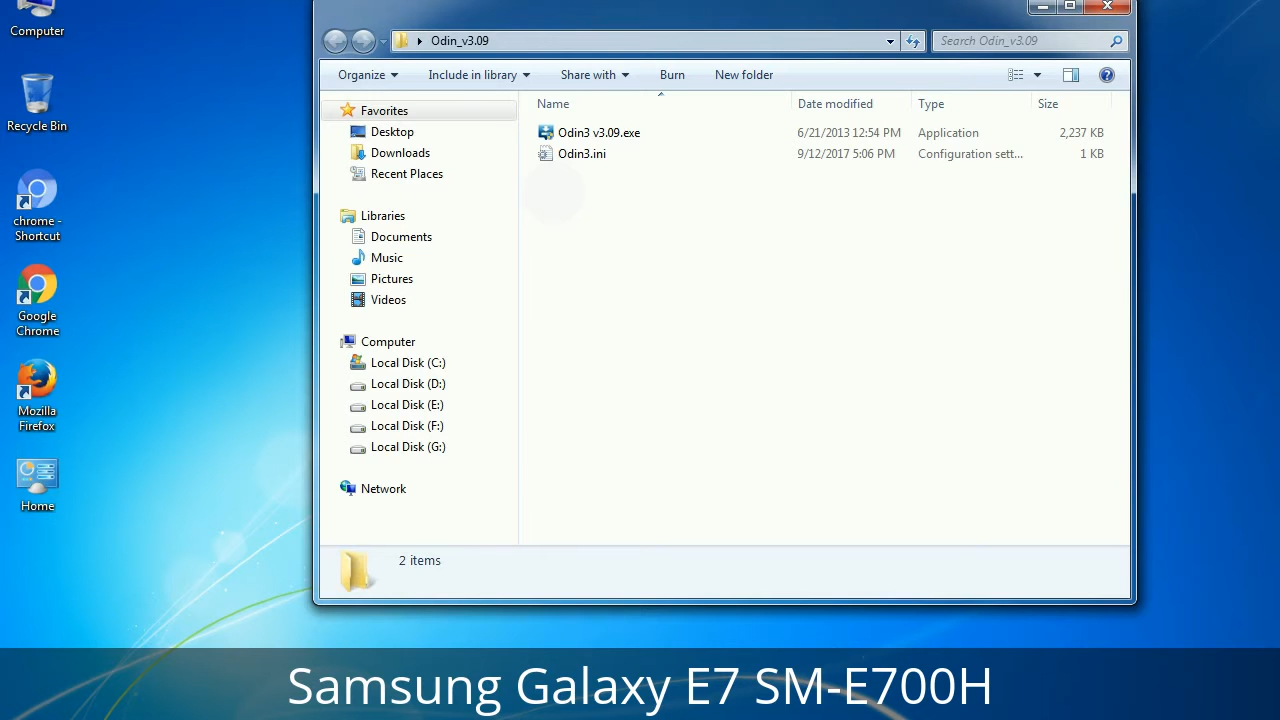 Computer
Recycle Bin
chrome -
Shortcut
Google
Chrome
Mozilla
Firefox
Home
Odin_v3.09
Search Odin_v3.09
Organize
Include in library
Share with
Burn
New folder
Favorites
Desktop
Downloads
Recent Places
Libraries
Documents
Music
Pictures
Videos
Computer
Local Disk (C:)
Local Disk (D:)
Local Disk (E:)
Local Disk (F:)
Local Disk (G:)
Network
Name Date modified Type Size
Odin3 v3.09.exe 6/21/2013 12:54 PM Application 2,237 KB
Odin3.ini 9/12/2017 5:06 PM Configuration sett... 1 KB
2 items
Samsung Galaxy E7 SM-E700H